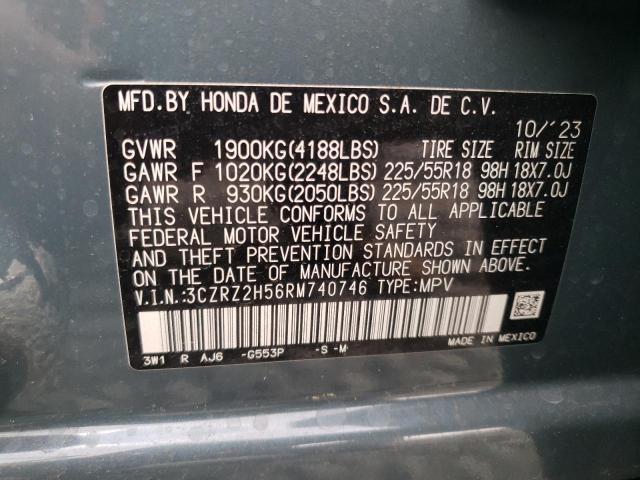 MFD.BY HONDA DE MEXICO S.A. DE C.V.
10/'23
GVWR 1900KG(4188LBS) TIRE SIZE RIM SIZE
GAWR F 1020KG(2248LBS) 225/55R18 98H 18X7.0J
GAWR R 930KG(2050LBS) 225/55R18 98H 18X7.0J
THIS VEHICLE CONFORMS TO ALL APPLICABLE
FEDERAL MOTOR VEHICLE SAFETY
AND THEFT PREVENTION STANDARDS IN EFFECT
ON THE DATE OF MANUFACTURE SHOWN ABOVE.
V.I.N.:3CZRZ2H56RM740746 TYPE:MPV
3W1 R AJ6 -G553P -S -M- MADE IN MEXICO